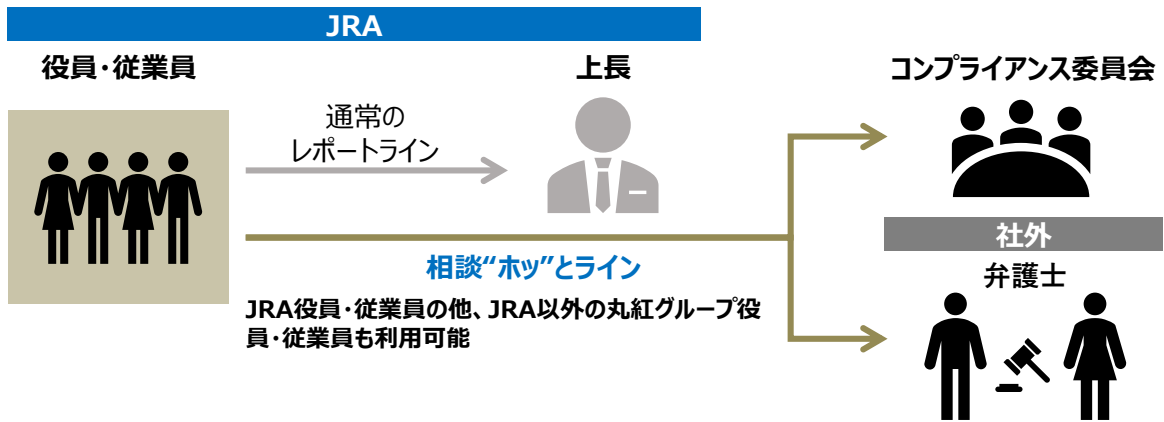 JRA
役員・従業員
上長
コンプライアンス委員会
通常の
レポートライン
社外
弁護士
相談“ホッ”とライン
JRA役員・従業員の他、JRA以外の丸紅グループ役
員・従業員も利用可能